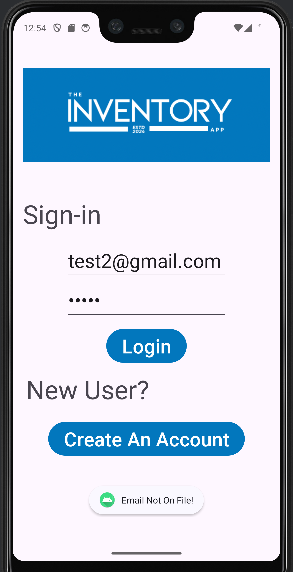 12:54
THE
INVENTORY
ESTD
2024
APP
Sign-in
test2@gmail.com
•••••
Login
New User?
Create An Account
Email Not On File!